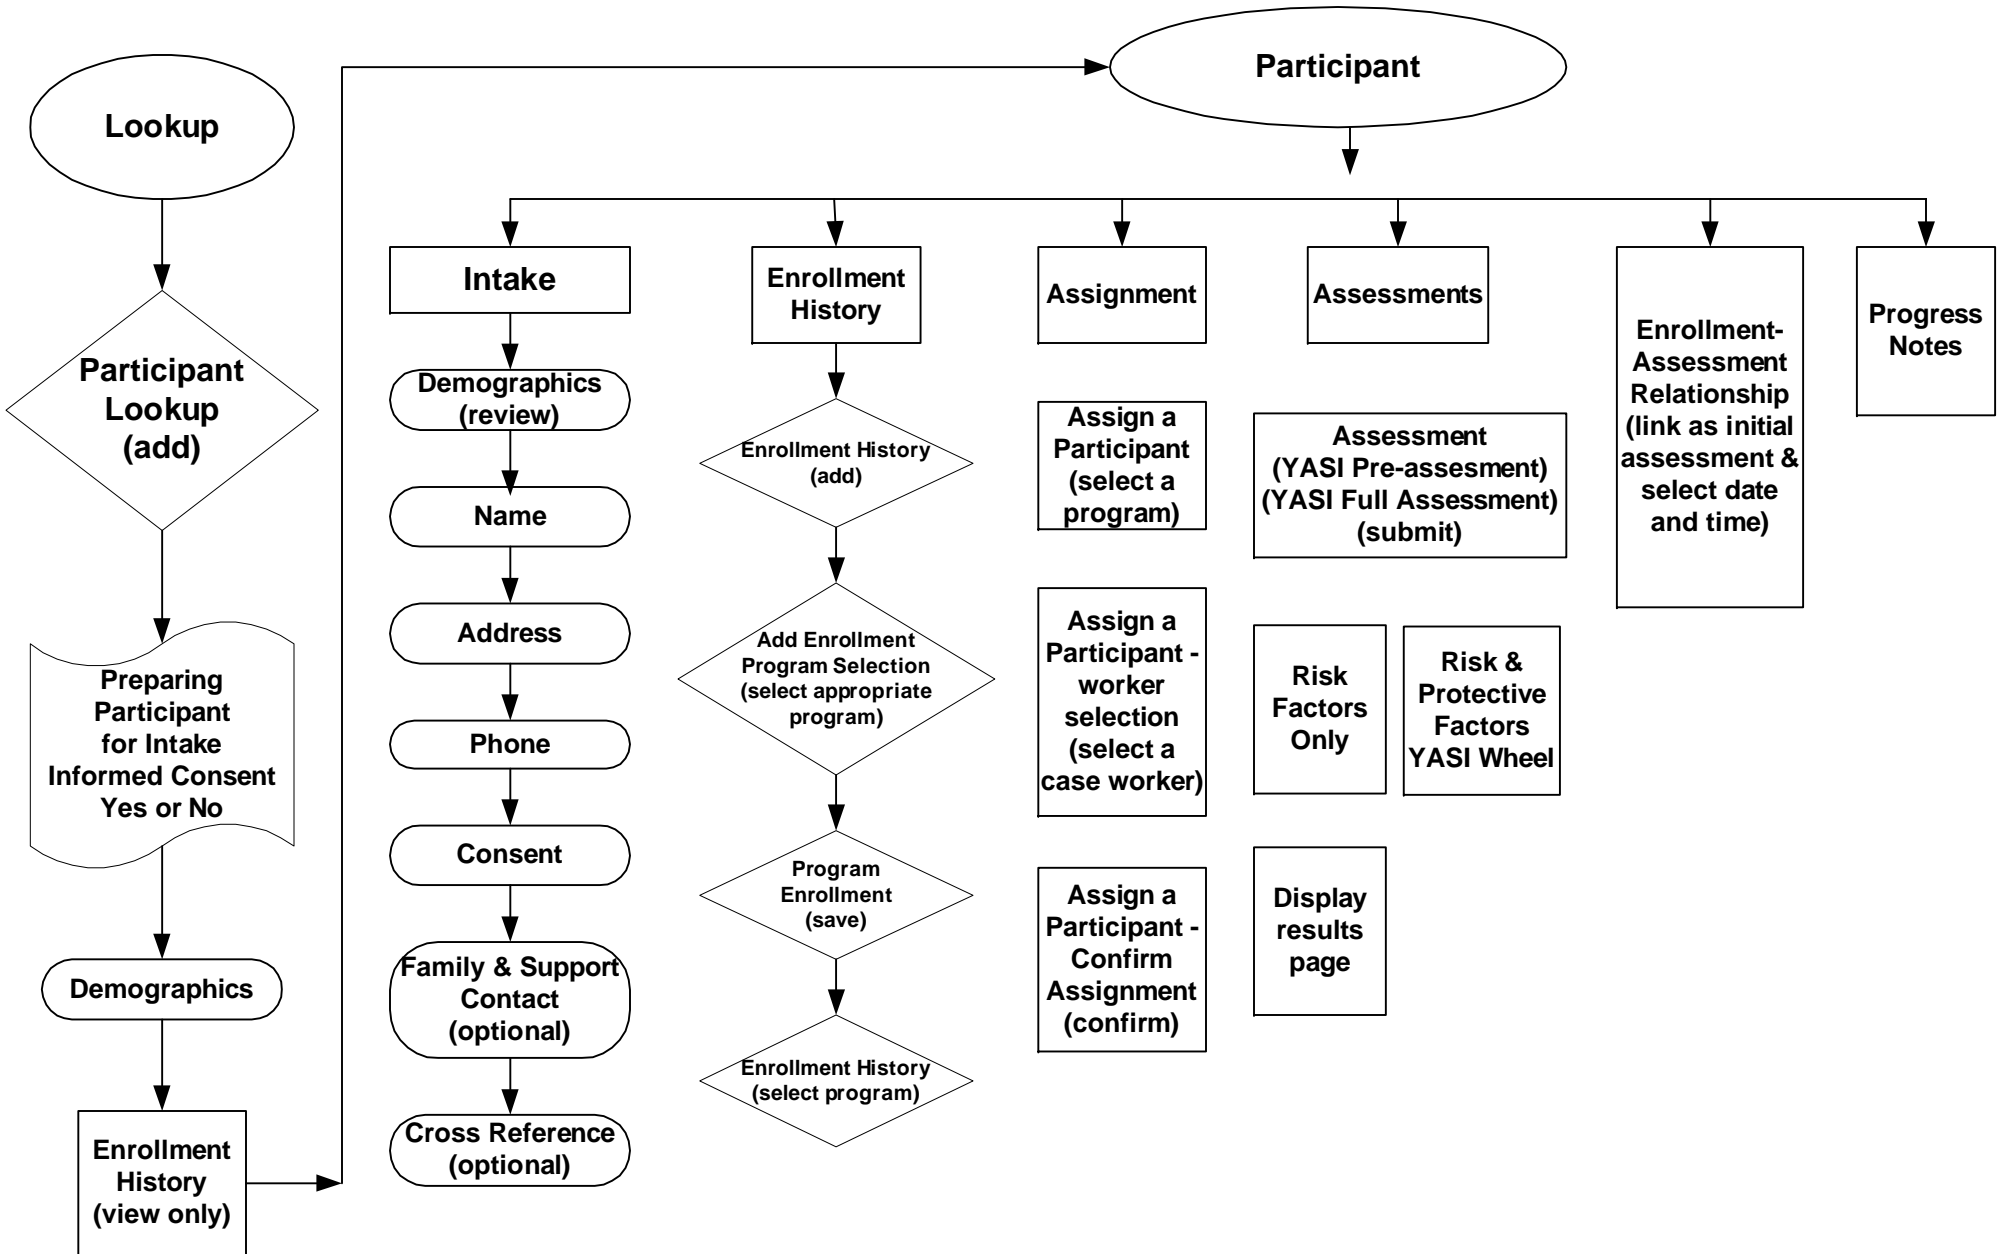 Lookup
Participant
Lookup
(add)
Preparing
Participant
for Intake
Informed Consent
Yes or No
Demographics
Enrollment
History
(view only)
Participant
Intake
Demographics
(review)
Name
Address
Phone
Consent
Family & Support
Contact
(optional)
Cross Reference
(optional)
Enrollment
History
Enrollment History
(add)
Add Enrollment
Program Selection
(select appropriate
program)
Program
Enrollment
(save)
Enrollment History
(select program)
Assignment
Assign a
Participant
(select a
program)
Assign a
Participant -
worker
selection
(select a
case worker)
Assign a
Participant -
Confirm
Assignment
(confirm)
Assessments
Assessment
(YASI Pre-assesment)
(YASI Full Assessment)
(submit)
Risk
Factors
Only
Risk &
Protective
Factors
YASI Wheel
Display
results
page
Enrollment-
Assessment
Relationship
(link as initial
assessment &
select date
and time)
Progress
Notes